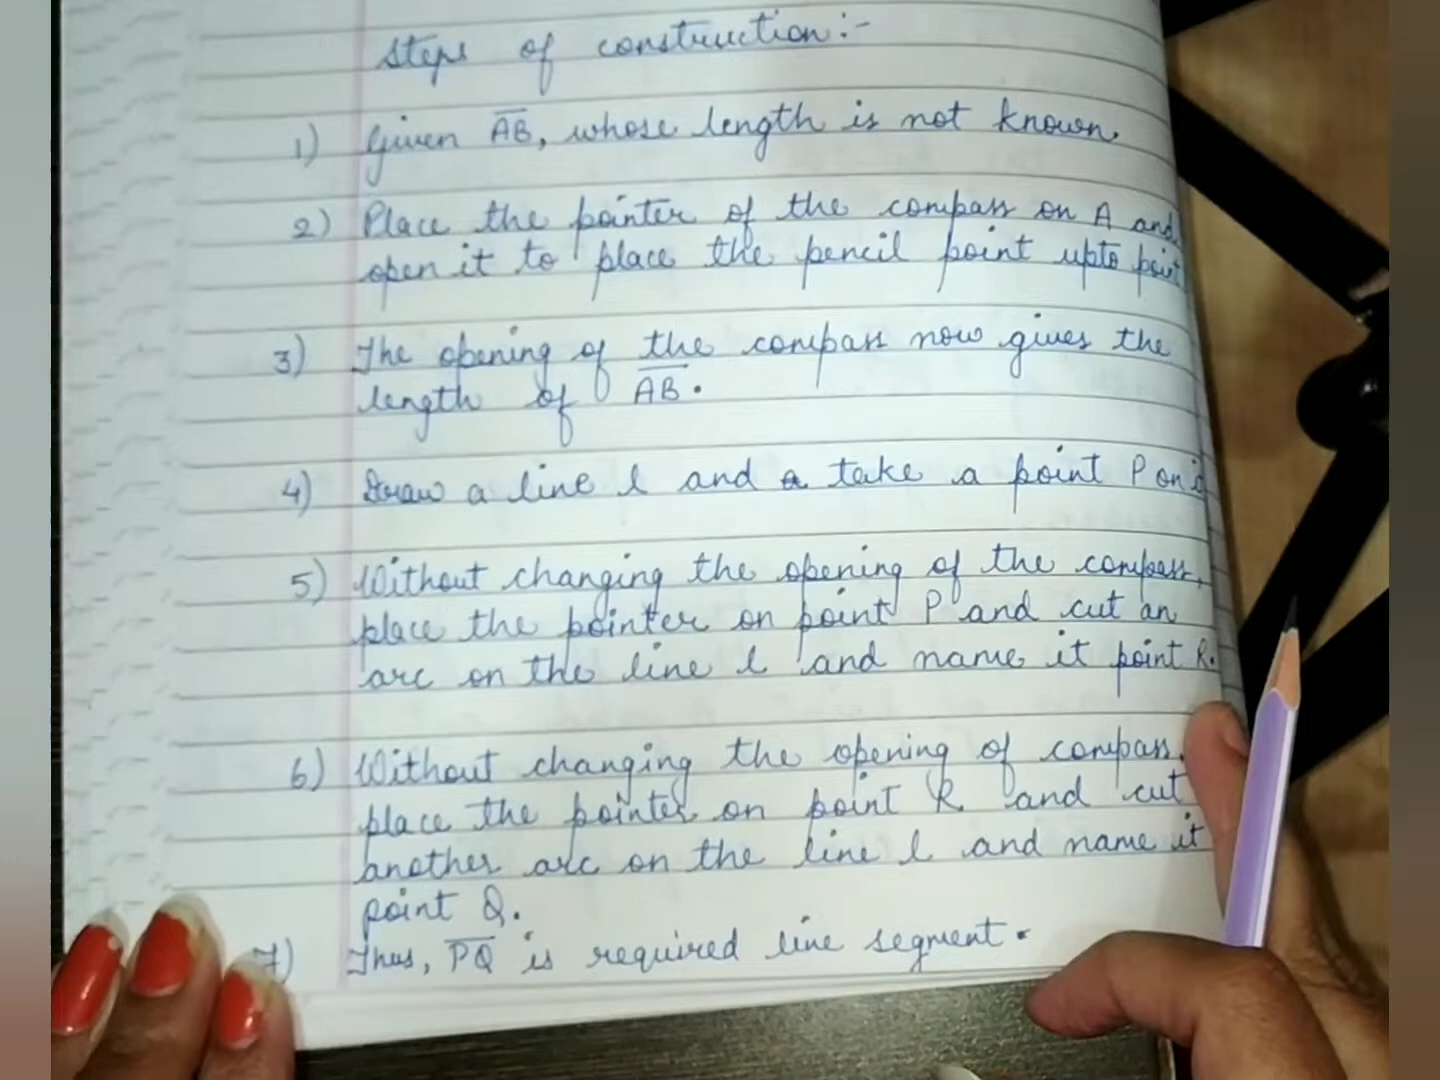 Steps of construction:-
1) Given AB, whose length is not known.
2) Place the pointer of the compass on A and
open it to place the pencil point upto point
3) The opening of the compass now gives the
length of AB.
4) Draw a line l and a take a point P on it
5) Without changing the opening of the compass,
place the pointer on point P and cut an
arc on the line l and name it point R.
6) Without changing the opening of compass,
place the pointer on point R and cut
another arc on the line l and name it
point Q.
7) Thus, PQ is required line segment.